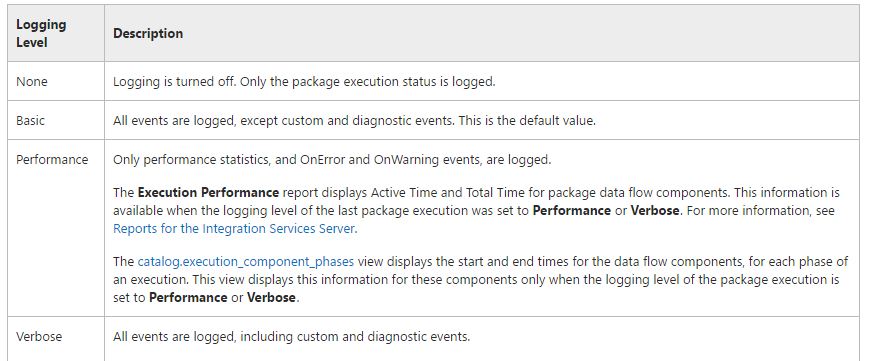 Logging
Level
Description
None
Logging is turned off. Only the package execution status is logged.
Basic
All events are logged, except custom and diagnostic events. This is the default value.
Performance
Only performance statistics, and OnError and OnWarning events, are logged.
The Execution Performance report displays Active Time and Total Time for package data flow components. This information is
available when the logging level of the last package execution was set to Performance or Verbose. For more information, see
Reports for the Integration Services Server.
The catalog.execution_component_phases view displays the start and end times for the data flow components, for each phase of
an execution. This view displays this information for these components only when the logging level of the package execution is
set to Performance or Verbose.
Verbose
All events are logged, including custom and diagnostic events.